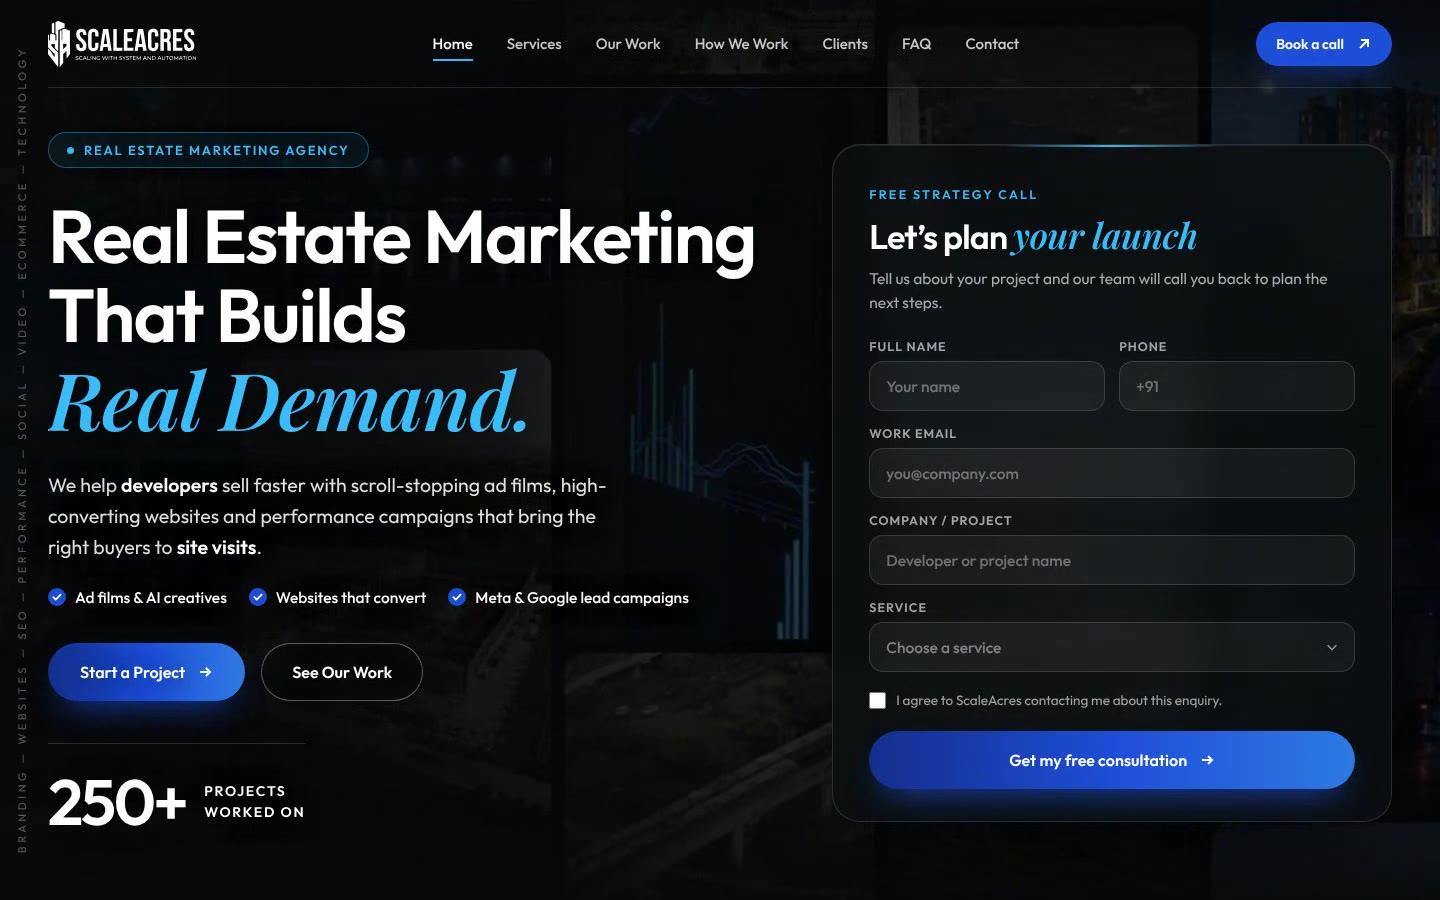 SCALEACRES
SCALING WITH SYSTEM AND AUTOMATION
Home
Services
Our Work
How We Work
Clients
FAQ
Contact
Book a call
BRANDING — WEBSITES — SEO — PERFORMANCE — SOCIAL — VIDEO — ECOMMERCE — TECHNOLOGY
REAL ESTATE MARKETING AGENCY
Real Estate Marketing
That Builds
Real Demand.
We help developers sell faster with scroll-stopping ad films, high-
converting websites and performance campaigns that bring the
right buyers to site visits.
Ad films & AI creatives
Websites that convert
Meta & Google lead campaigns
Start a Project
See Our Work
250+
PROJECTS
WORKED ON
FREE STRATEGY CALL
Let’s plan your launch
Tell us about your project and our team will call you back to plan the
next steps.
FULL NAME
PHONE
Your name
+91
WORK EMAIL
you@company.com
COMPANY / PROJECT
Developer or project name
SERVICE
Choose a service
I agree to ScaleAcres contacting me about this enquiry.
Get my free consultation